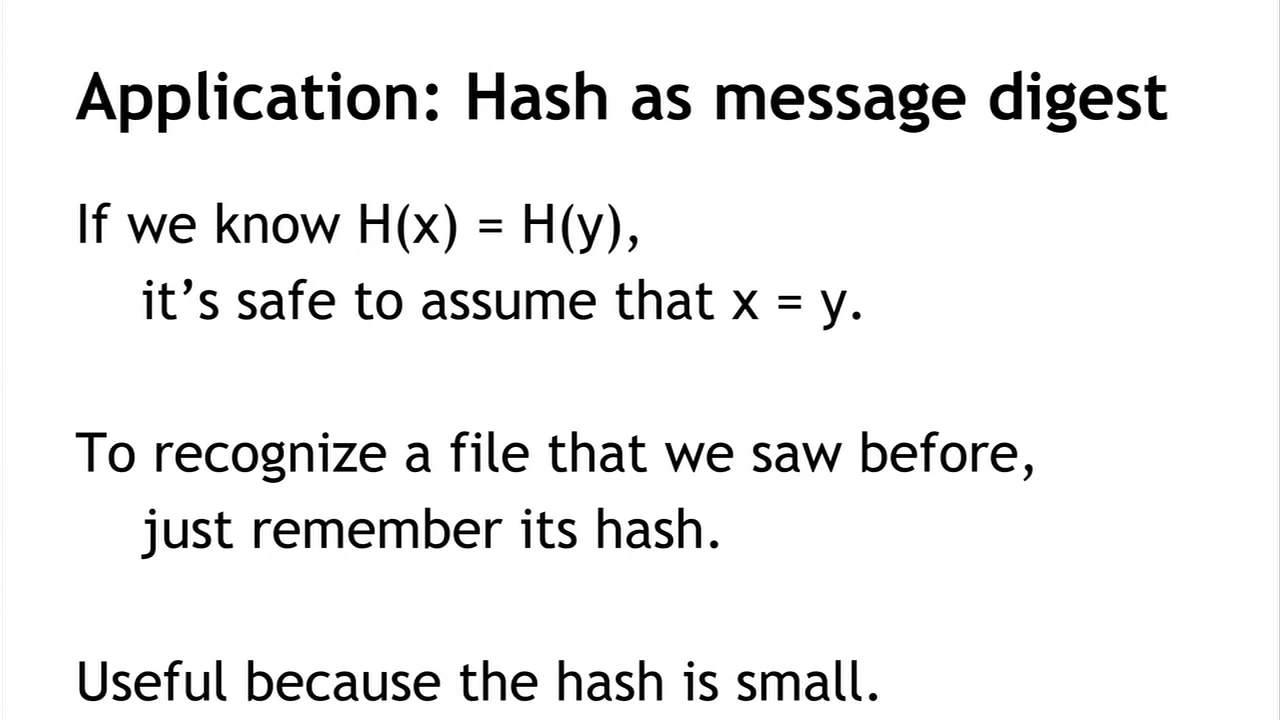 Application: Hash as message digest
If we know H(x) = H(y),
it’s safe to assume that x = y.
To recognize a file that we saw before,
just remember its hash.
Useful because the hash is small.